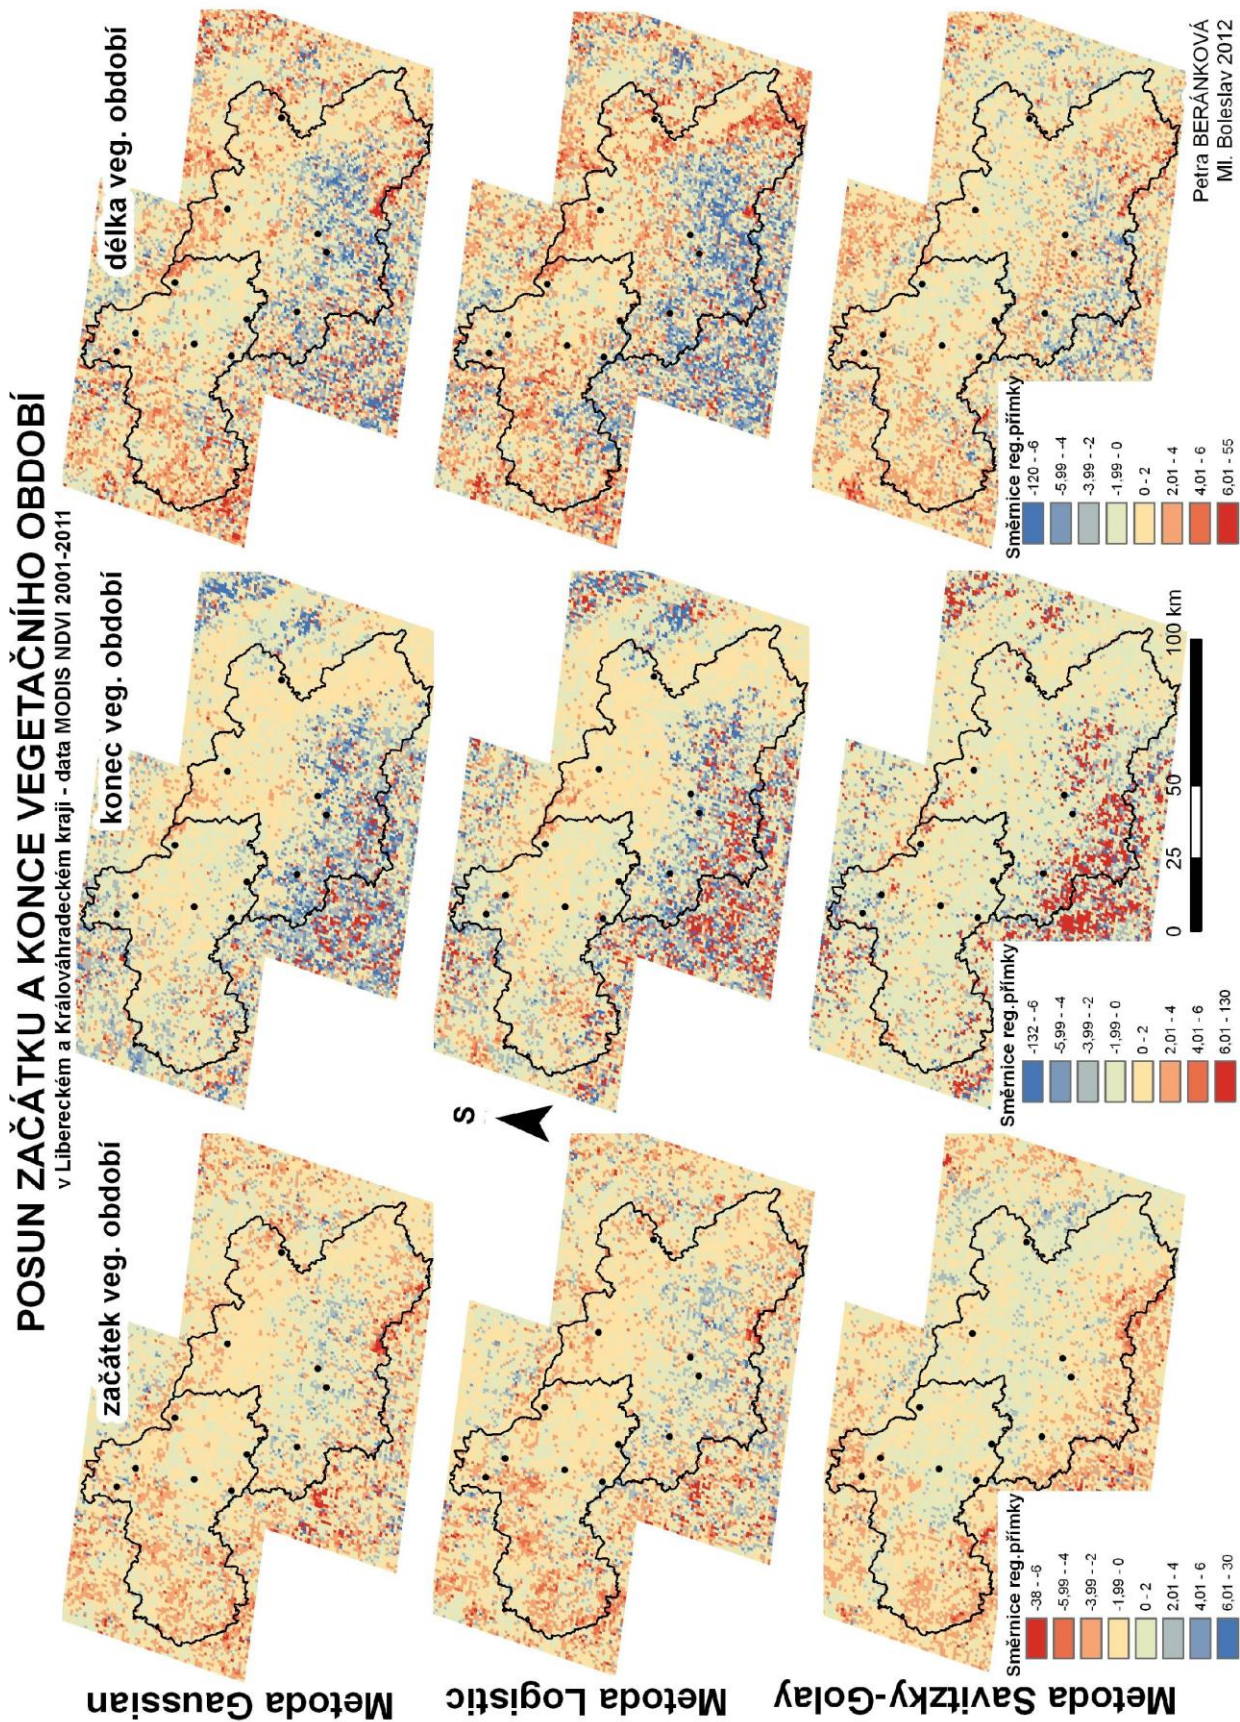 POSUN ZAČÁTKU A KONCE VEGETAČNÍHO OBDOBÍ
v Libereckém a Králováhradeckém kraji - data MODIS NDVI 2001-2011
začátek veg. období
konec veg. období
délka veg. období
Metoda Gaussian
S
Metoda Logistic
Metoda Savitzky-Golay
Směrnice reg.přímky
-38 - -6
-5,99 - -4
-3,99 - -2
-1,99 - 0
0 - 2
2,01 - 4
4,01 - 6
6,01 - 30
Směrnice reg.přímky
-132 - -6
-5,99 - -4
-3,99 - -2
-1,99 - 0
0 - 2
2,01 - 4
4,01 - 6
6,01 - 130
0 25 50 100 km
Směrnice reg.přímky
-120 - -6
-5,99 - -4
-3,99 - -2
-1,99 - 0
0 - 2
2,01 - 4
4,01 - 6
6,01 - 55
Petra BERÁNKOVÁ
Ml. Boleslav 2012